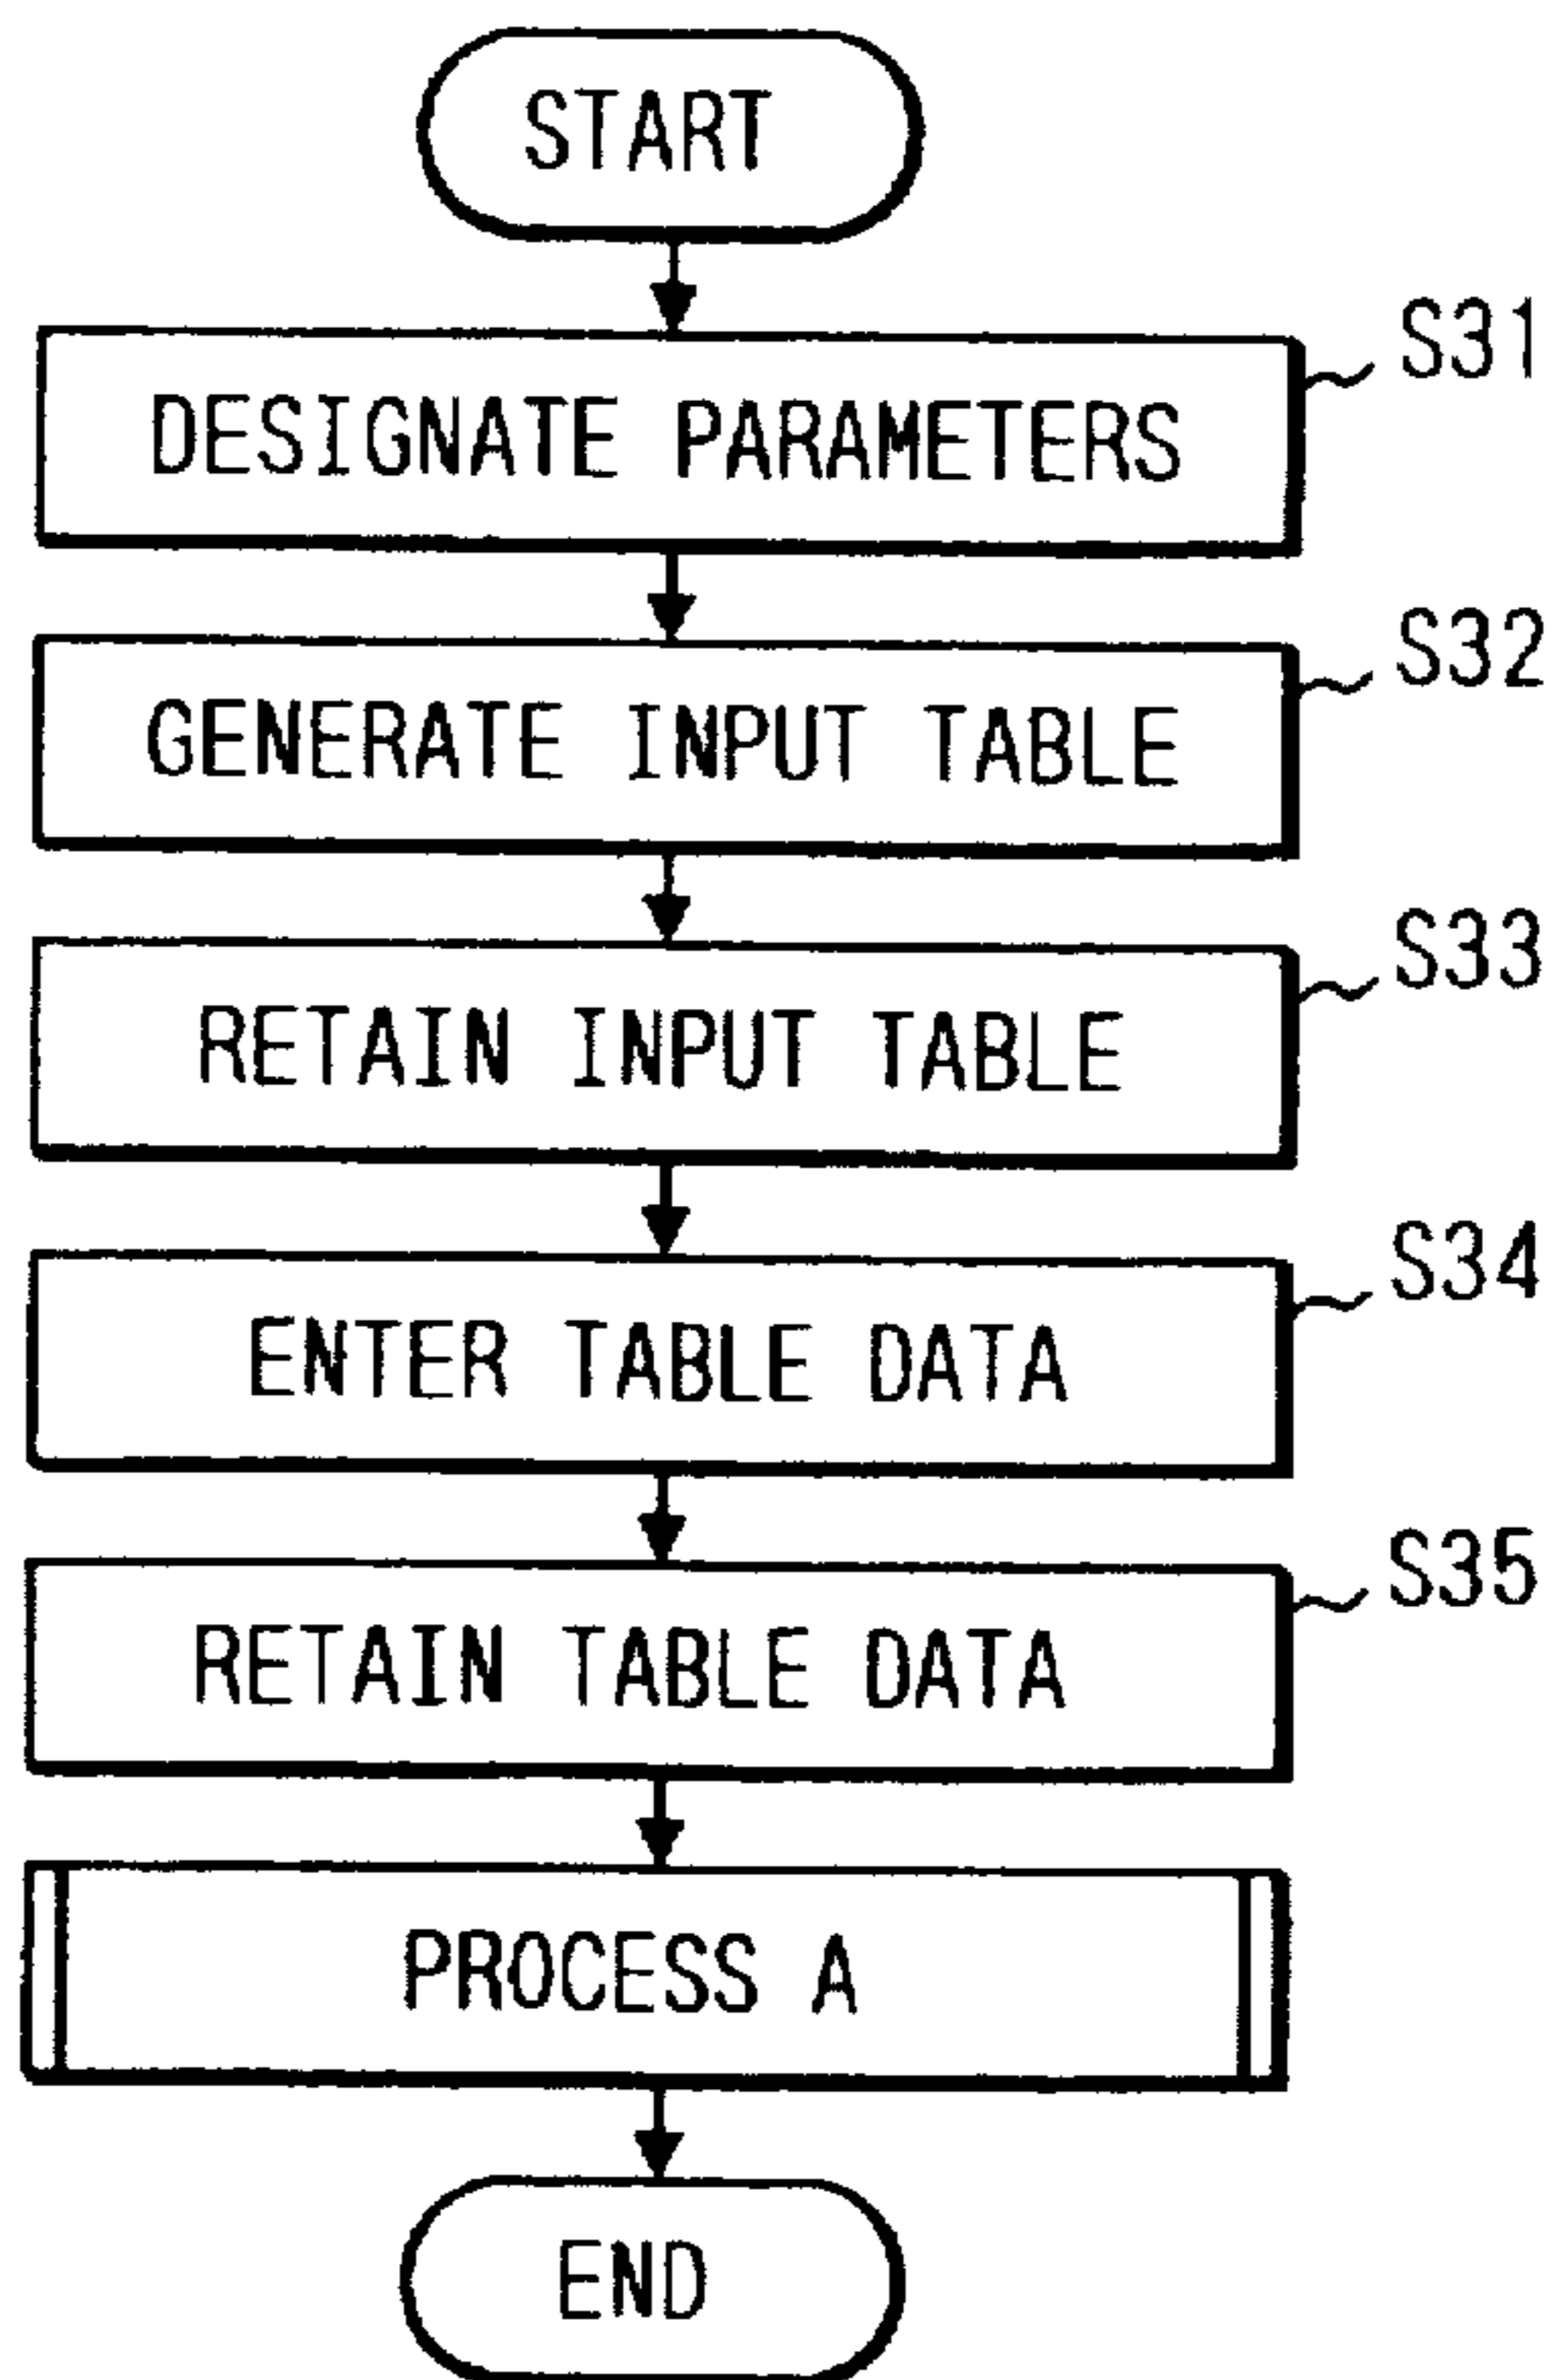 START
S31
DESIGNATE PARAMETERS
S32
GENERATE INPUT TABLE
S33
RETAIN INPUT TABLE
S34
ENTER TABLE DATA
S35
RETAIN TABLE DATA
PROCESS A
END